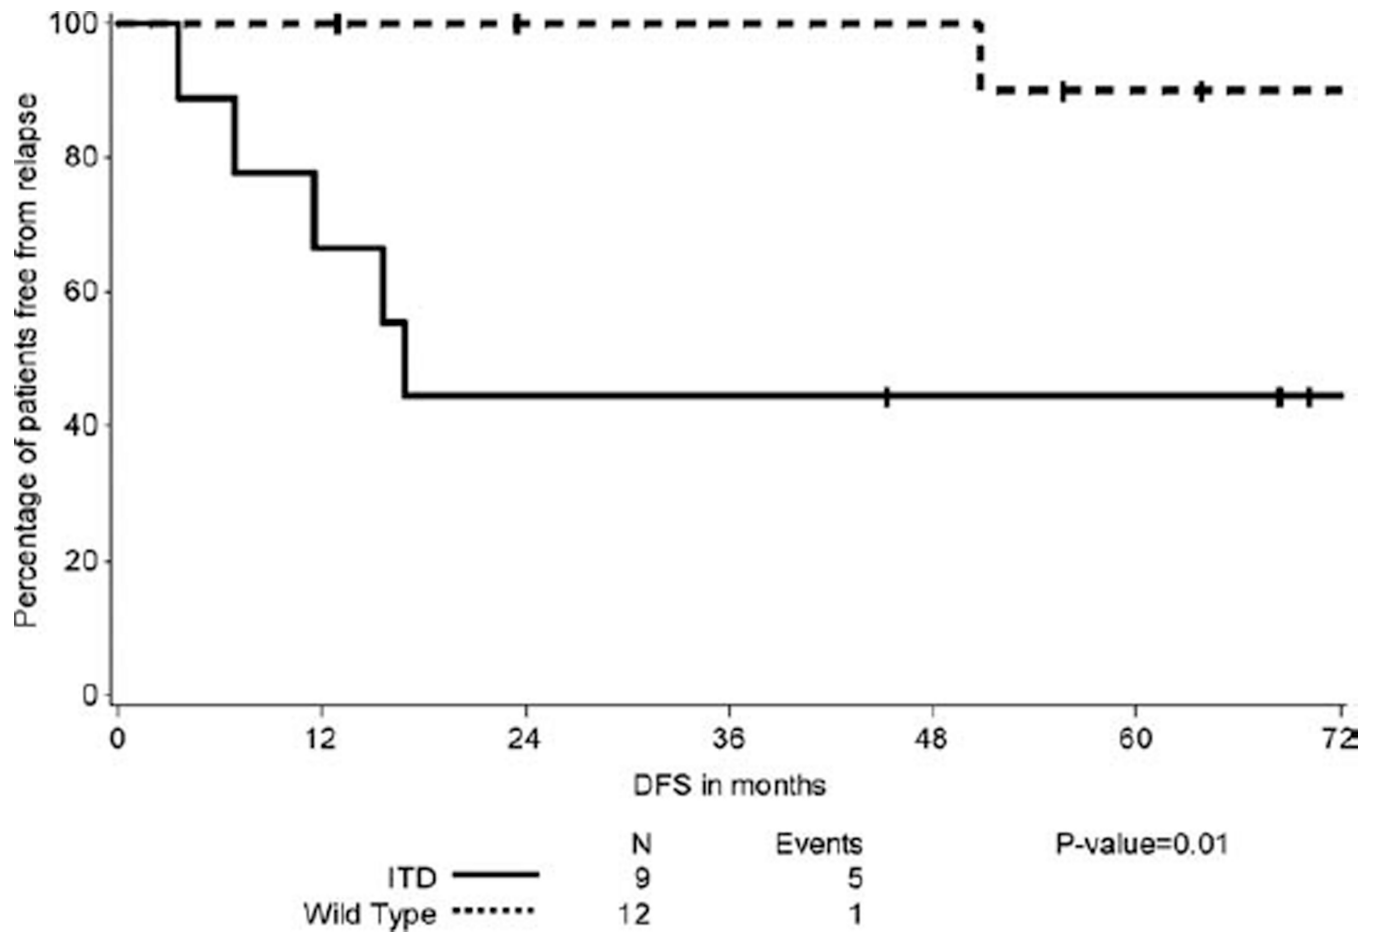 Percentage of patients free from relapse
100
80
60
40
20
0
0 12 24 36 48 60 72
DFS in months
N Events P-value=0.01
ITD 9 5
Wild Type 12 1